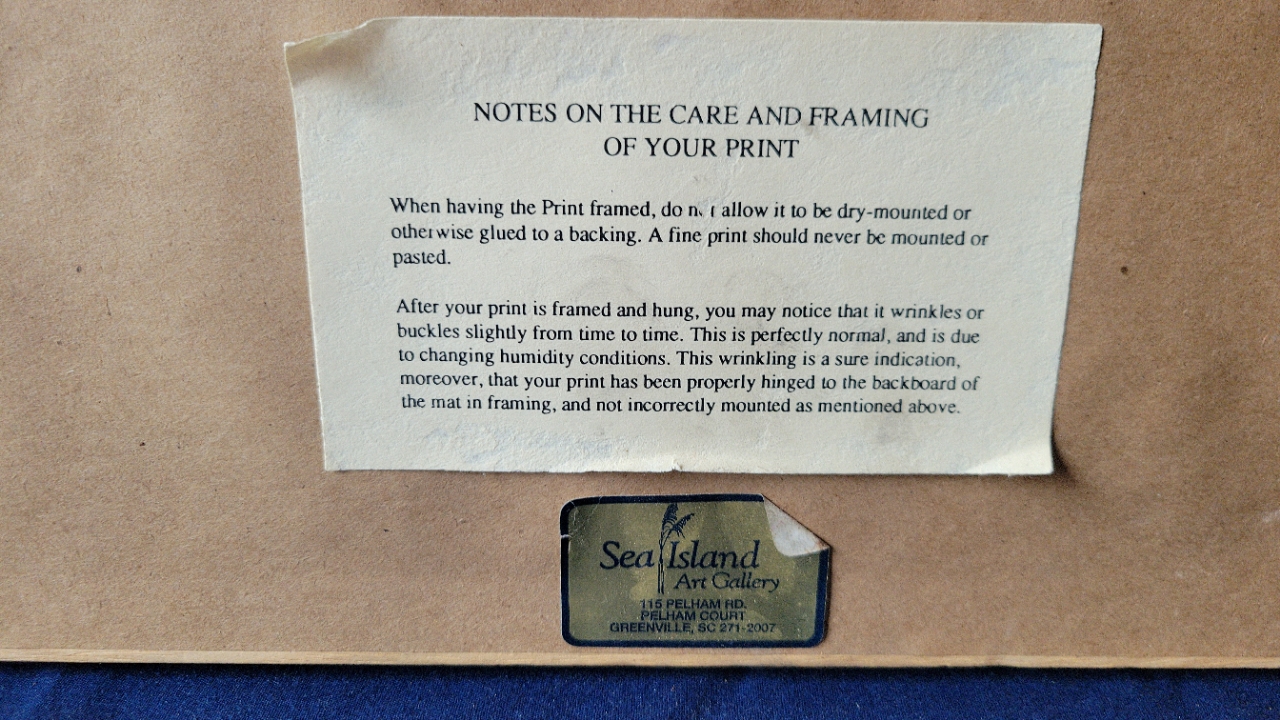 NOTES ON THE CARE AND FRAMING
OF YOUR PRINT
When having the Print framed, do not allow it to be dry-mounted or
otherwise glued to a backing. A fine print should never be mounted or
pasted.
After your print is framed and hung, you may notice that it wrinkles or
buckles slightly from time to time. This is perfectly normal, and is due
to changing humidity conditions. This wrinkling is a sure indication,
moreover, that your print has been properly hinged to the backboard of
the mat in framing, and not incorrectly mounted as mentioned above.
Sea Island
Art Gallery
115 PELHAM RD.
PELHAM COURT
GREENVILLE, SC 271-2007